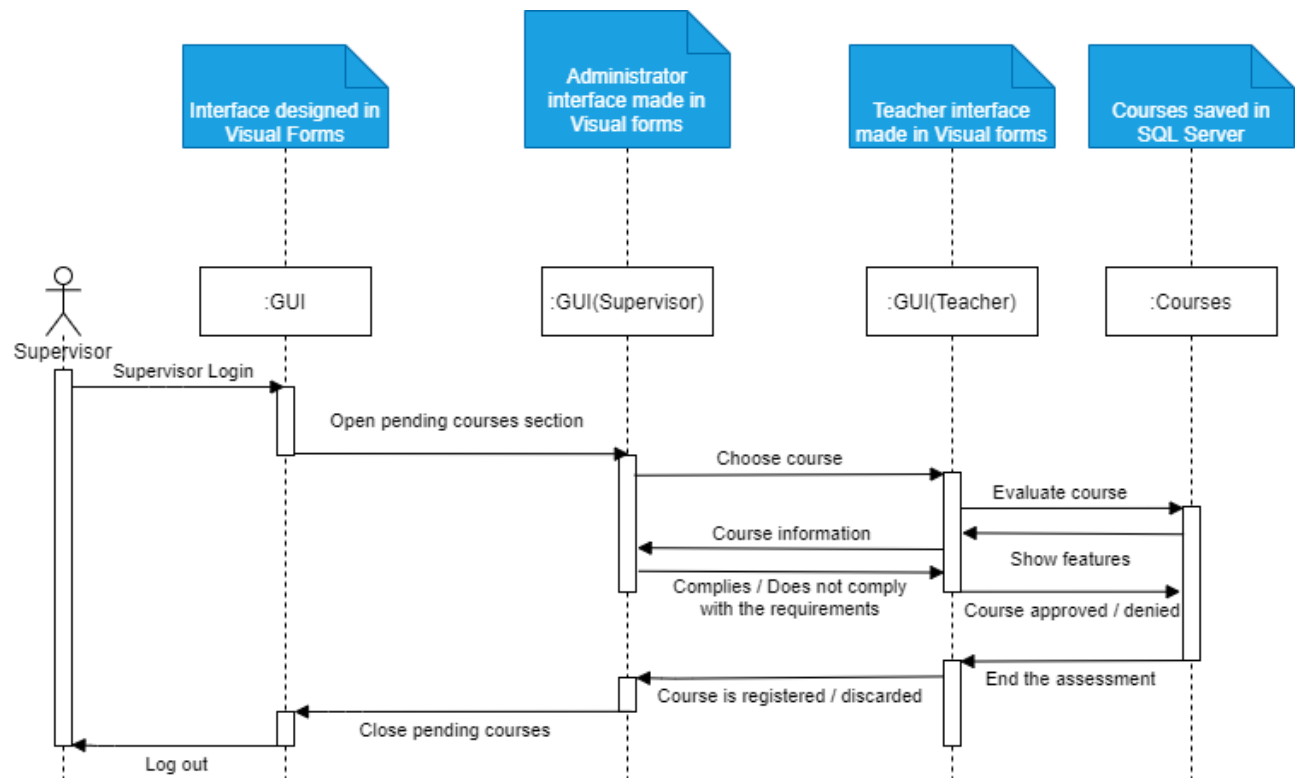 Interface designed in
Visual Forms
Administrator
interface made in
Visual forms
Teacher interface
made in Visual forms
Courses saved in
SQL Server
:GUI
:GUI(Supervisor)
:GUI(Teacher)
:Courses
Supervisor
Supervisor Login
Open pending courses section
Choose course
Evaluate course
Course information
Show features
Complies / Does not comply
with the requirements
Course approved / denied
End the assessment
Course is registered / discarded
Close pending courses
Log out